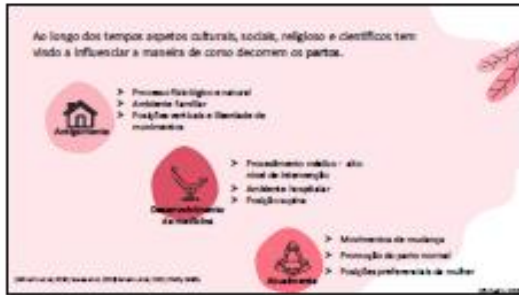 Ao longo dos tempos aspetos culturais, sociais, religioso e científicos tem
vindo a influenciar a maneira de como decorrem os partos.
Antigamente
➤ Processo fisiológico e natural
➤ Ambiente familiar
➤ Posições verticais e liberdade de
movimentos
Desenvolvimento
da medicina
➤ Procedimento médico - alto
nível de intervenção
➤ Ambiente hospitalar
➤ Posição supina
Atualmente
➤ Movimentos de mudança
➤ Promoção do parto normal
➤ Posições preferenciais da mulher